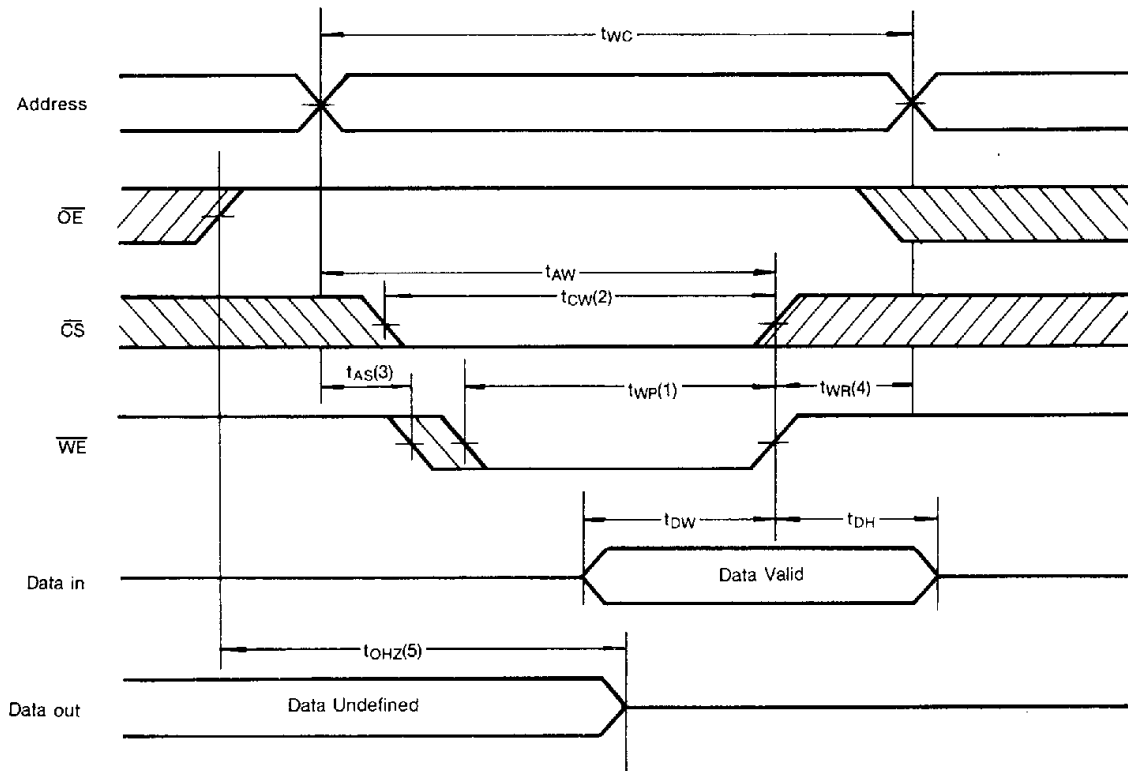 tWC
Address
OE
tAW
tCW(2)
CS
tAS(3)
tWP(1)
tWR(4)
WE
tDW
tDH
Data in
Data Valid
tOHZ(5)
Data out
Data Undefined